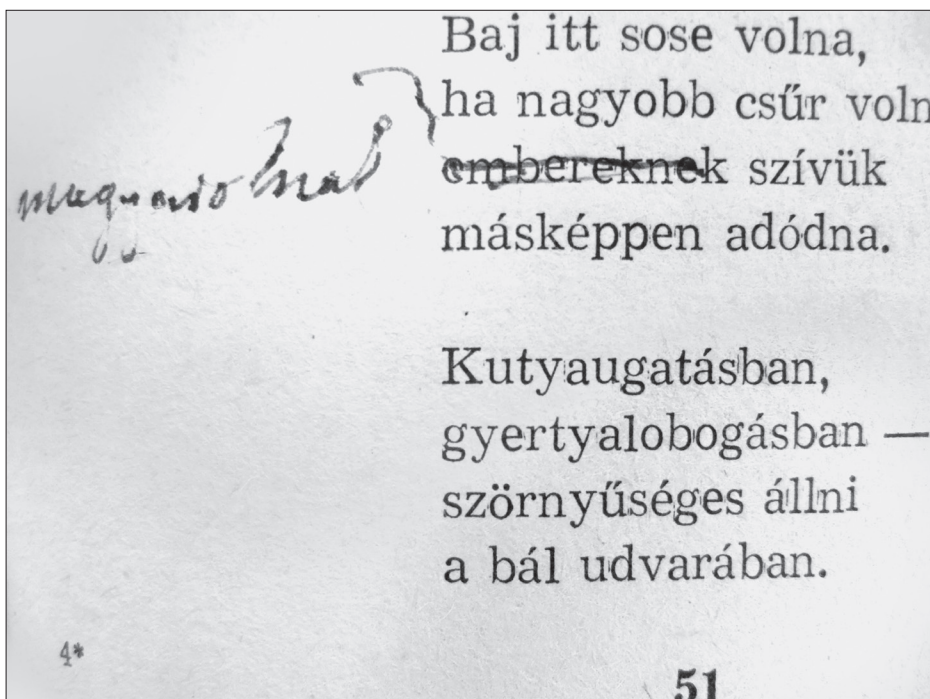 Baj itt sose volna,
ha nagyobb csűr voln
magyaroknak
embereknek szívük
másképpen adódna.
Kutyaugatásban,
gyertyalobogásban —
szörnyűséges állni
a bál udvarában.
4*
51